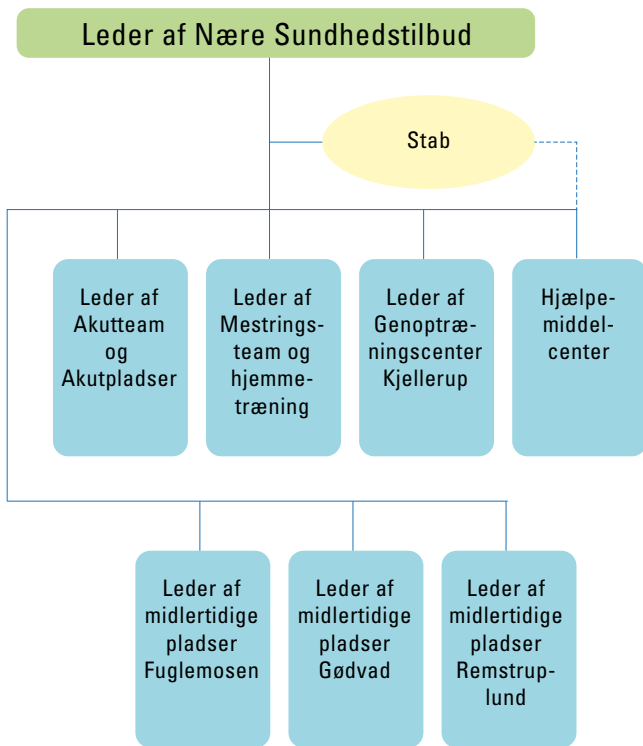 Leder af Nære Sundhedstilbud
Stab
Leder af
Akutteam
og
Akutpladser
Leder af
Mestrings-
team og
hjemme-
træning
Leder af
Genoptræ-
ningscenter
Kjellerup
Hjælpe-
middel-
center
Leder af
midlertidige
pladser
Fuglemosen
Leder af
midlertidige
pladser
Gødvad
Leder af
midlertidige
pladser
Remstrup-
lund